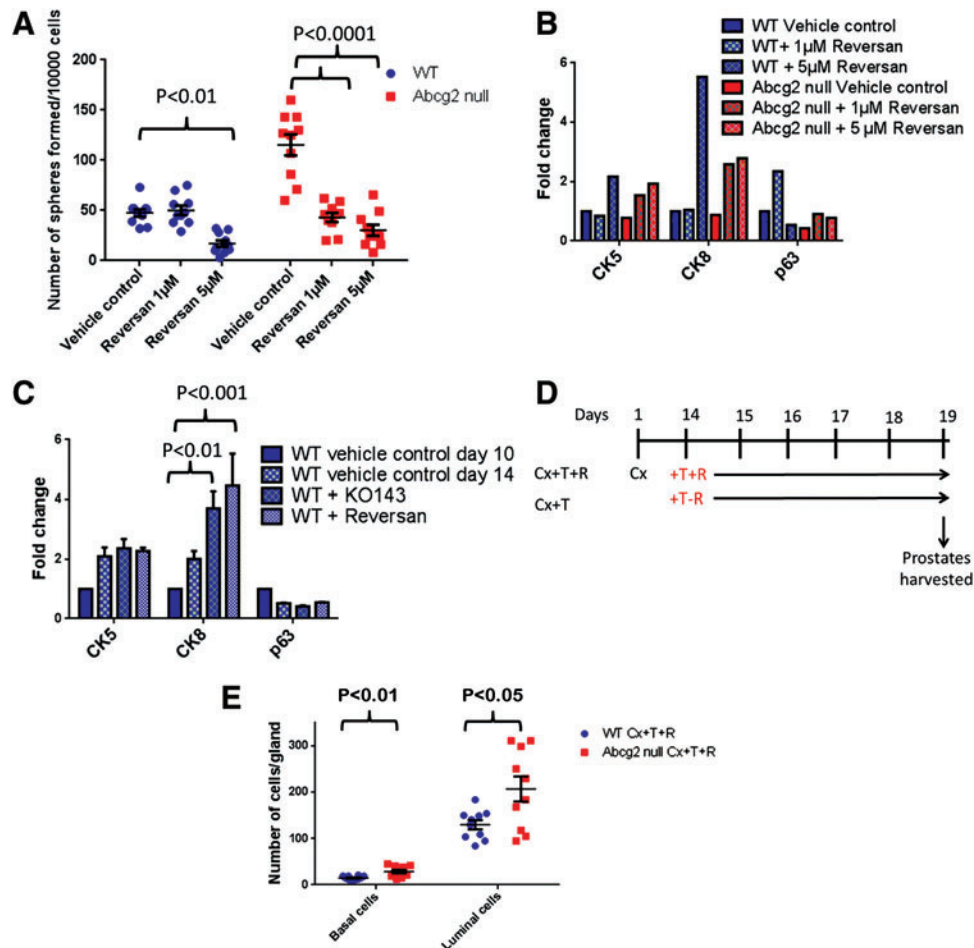 A
Number of spheres formed/10000 cells
200
150
100
50
0
P<0.01
P<0.0001
WT
Abcg2 null
Vehicle control
Reversan 1µM
Reversan 5µM
Vehicle control
Reversan 1µM
Reversan 5µM
B
Fold change
6
4
2
0
CK5
CK8
p63
WT Vehicle control
WT+ 1µM Reversan
WT + 5µM Reversan
Abcg2 null Vehicle control
Abcg2 null + 1µM Reversan
Abcg2 null + 5 µM Reversan
C
P<0.001
P<0.01
Fold change
6
4
2
0
CK5
CK8
p63
WT vehicle control day 10
WT vehicle control day 14
WT + KO143
WT + Reversan
D
Days 1 14 15 16 17 18 19
Cx+T+R Cx +T+R
Cx+T +T-R
Prostates
harvested
E
P<0.01
P<0.05
Number of cells/gland
300
200
100
0
Basal cells
Luminal cells
WT Cx+T+R
Abcg2 null Cx+T+R